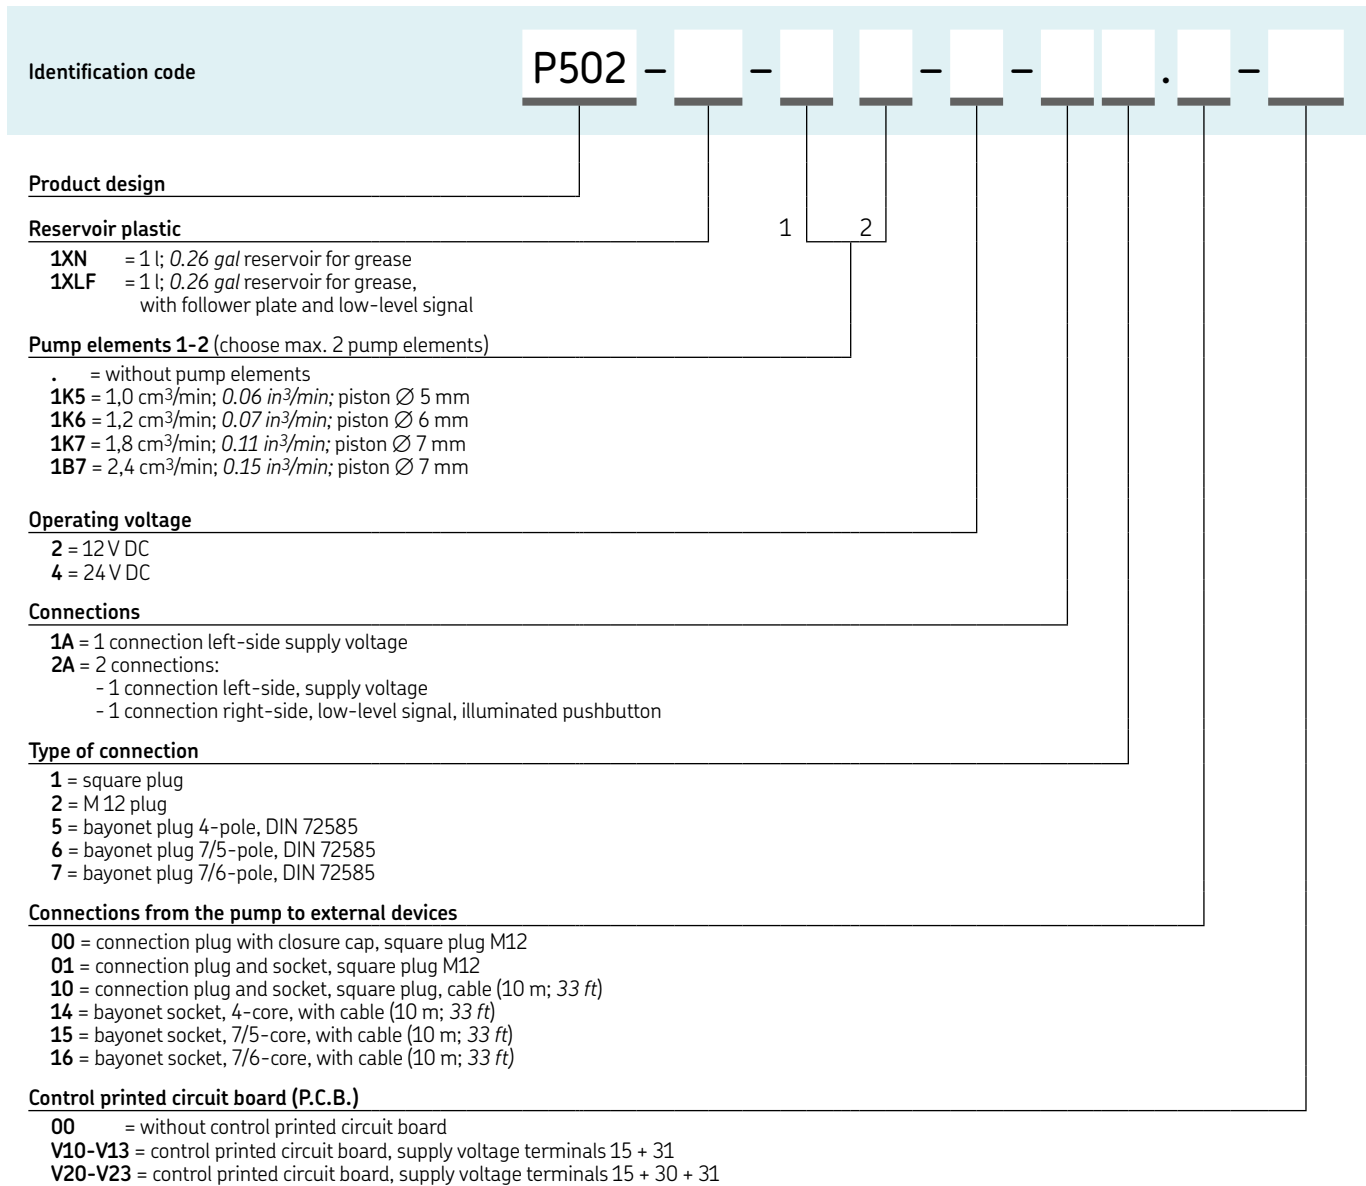 Identification code P502 – – – – . –
Product design
Reservoir plastic 1 2
1XN = 1 l; 0.26 gal reservoir for grease
1XLF = 1 l; 0.26 gal reservoir for grease,
with follower plate and low-level signal
Pump elements 1-2 (choose max. 2 pump elements)
. = without pump elements
1K5 = 1,0 cm³/min; 0.06 in³/min; piston ∅ 5 mm
1K6 = 1,2 cm³/min; 0.07 in³/min; piston ∅ 6 mm
1K7 = 1,8 cm³/min; 0.11 in³/min; piston ∅ 7 mm
1B7 = 2,4 cm³/min; 0.15 in³/min; piston ∅ 7 mm
Operating voltage
2 = 12 V DC
4 = 24 V DC
Connections
1A = 1 connection left-side supply voltage
2A = 2 connections:
- 1 connection left-side, supply voltage
- 1 connection right-side, low-level signal, illuminated pushbutton
Type of connection
1 = square plug
2 = M 12 plug
5 = bayonet plug 4-pole, DIN 72585
6 = bayonet plug 7/5-pole, DIN 72585
7 = bayonet plug 7/6-pole, DIN 72585
Connections from the pump to external devices
00 = connection plug with closure cap, square plug M12
01 = connection plug and socket, square plug M12
10 = connection plug and socket, square plug, cable (10 m; 33 ft)
14 = bayonet socket, 4-core, with cable (10 m; 33 ft)
15 = bayonet socket, 7/5-core, with cable (10 m; 33 ft)
16 = bayonet socket, 7/6-core, with cable (10 m; 33 ft)
Control printed circuit board (P.C.B.)
00 = without control printed circuit board
V10-V13 = control printed circuit board, supply voltage terminals 15 + 31
V20-V23 = control printed circuit board, supply voltage terminals 15 + 30 + 31